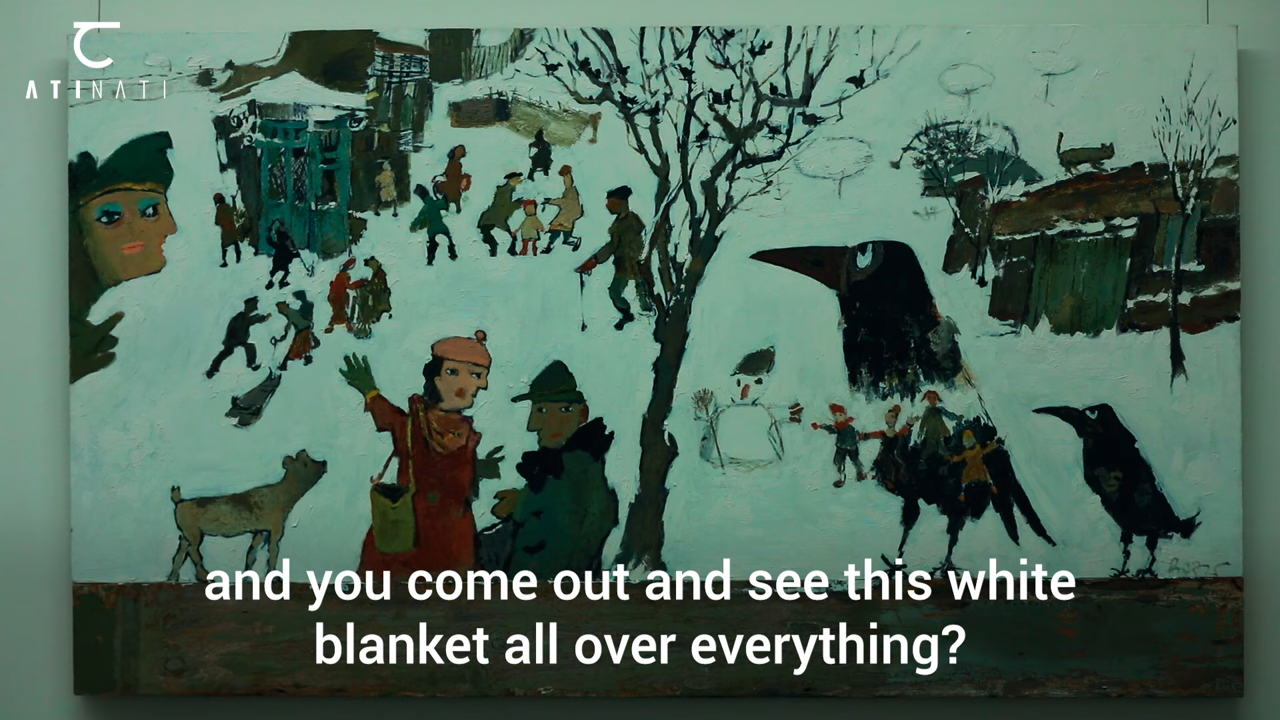 ATINATI
and you come out and see this white
blanket all over everything?